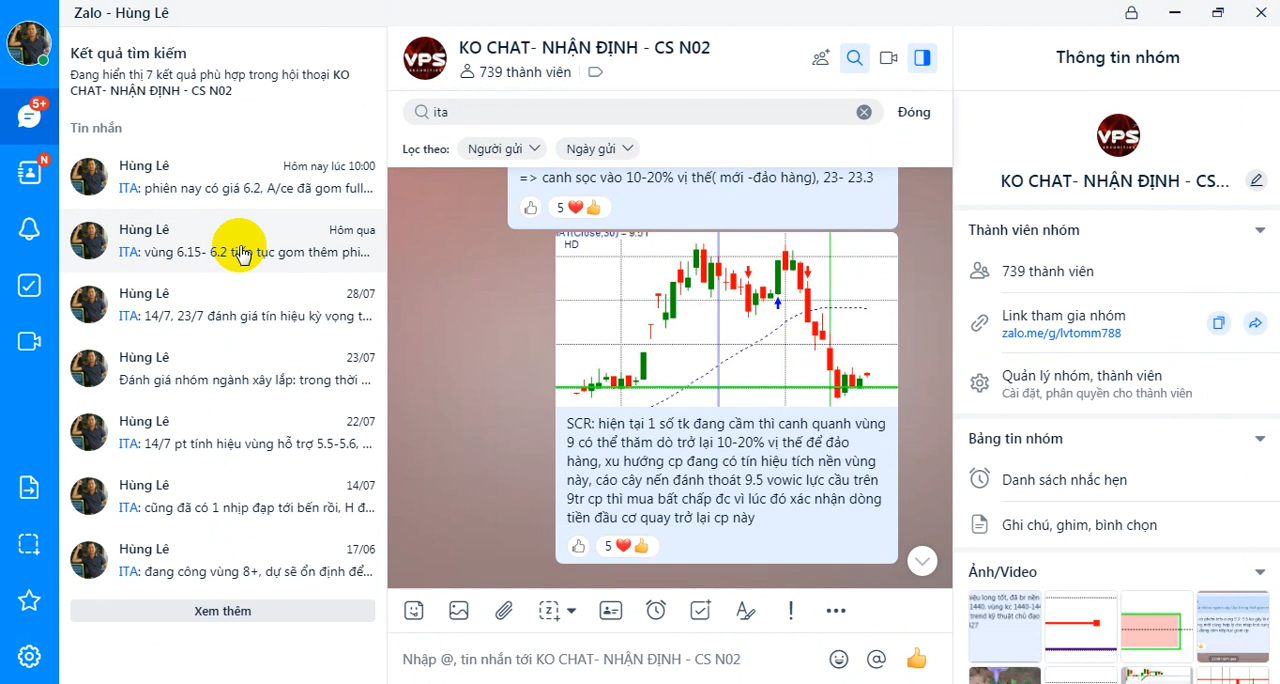 Zalo - Hùng Lê
5+
N
Kết quả tìm kiếm
Đang hiển thị 7 kết quả phù hợp trong hội thoại KO
CHAT- NHẬN ĐỊNH - CS N02
Tin nhắn
Hùng Lê Hôm nay lúc 10:00
ITA: phiên nay có giá 6.2, A/ce đã gom full...
Hùng Lê Hôm qua
ITA: vùng 6.15- 6.2 tiếp tục gom thêm phi...
Hùng Lê 28/07
ITA: 14/7, 23/7 đánh giá tín hiệu kỳ vọng t...
Hùng Lê 23/07
Đánh giá nhóm ngành xây lắp: trong thời ...
Hùng Lê 22/07
ITA: 14/7 pt tính hiệu vùng hỗ trợ 5.5-5.6, ...
Hùng Lê 14/07
ITA: cũng đã có 1 nhịp đạp tới bến rồi, H đ...
Hùng Lê 17/06
ITA: đang công vùng 8+, dự sẽ ổn định để...
Xem thêm
VPS
SECURITIES
KO CHAT- NHẬN ĐỊNH - CS N02
739 thành viên
ita
Đóng
Lọc theo: Người gửi Ngày gửi
=> canh sọc vào 10-20% vị thế( mới -đảo hàng), 23- 23.3
5
HD
SCR: hiện tại 1 số tk đang cầm thì canh quanh vùng
9 có thể thăm dò trở lại 10-20% vị thế để đảo
hàng, xu hướng cp đang có tín hiệu tích nền vùng
này, cáo cây nến đánh thoát 9.5 vowic lực cầu trên
9tr cp thì mua bất chấp đc vì lúc đó xác nhận dòng
tiền đầu cơ quay trở lại cp này
5
Nhập @, tin nhắn tới KO CHAT- NHẬN ĐỊNH - CS N02
Thông tin nhóm
VPS
SECURITIES
KO CHAT- NHẬN ĐỊNH - CS...
Thành viên nhóm
739 thành viên
Link tham gia nhóm
zalo.me/g/lvtomm788
Quản lý nhóm, thành viên
Cài đặt, phân quyền cho thành viên
Bảng tin nhóm
Danh sách nhắc hẹn
Ghi chú, ghim, bình chọn
Ảnh/Video